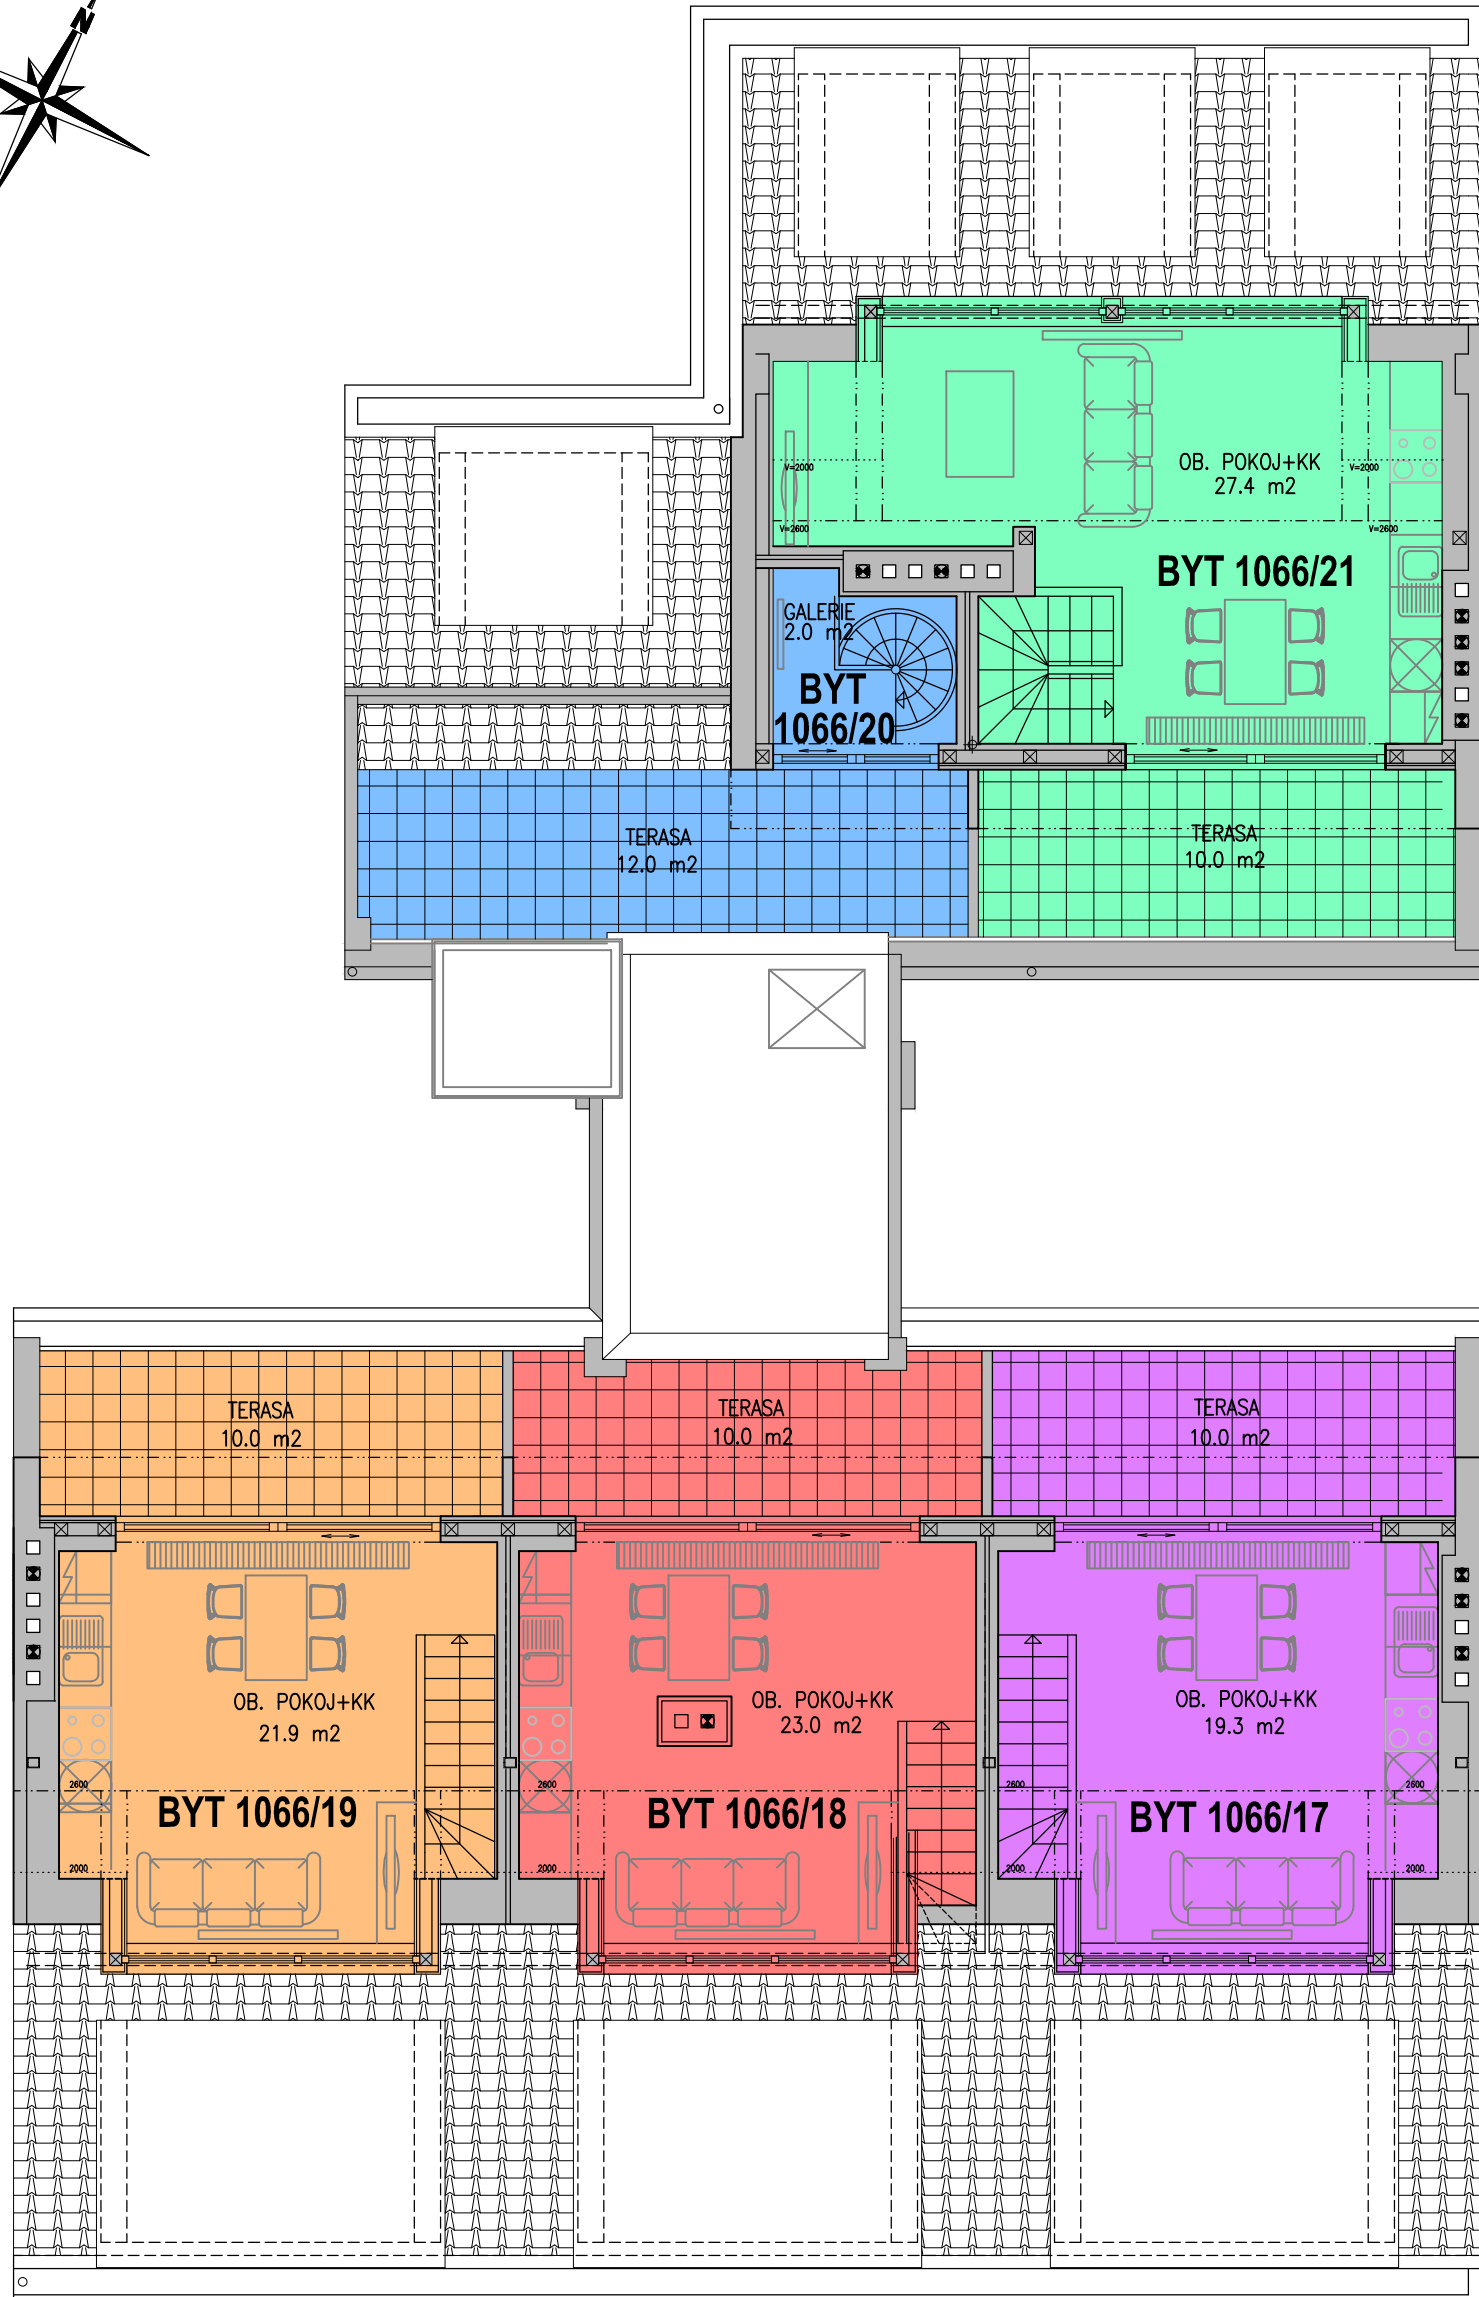 N
OB. POKOJ+KK
27.4 m2
V=2000
V=2000
V=2600
V=2600
BYT 1066/21
GALERIE
2.0 m2
BYT
1066/20
TERASA
12.0 m2
TERASA
10.0 m2
TERASA
10.0 m2
TERASA
10.0 m2
TERASA
10.0 m2
OB. POKOJ+KK
21.9 m2
OB. POKOJ+KK
23.0 m2
OB. POKOJ+KK
19.3 m2
2600
2600
2600
2600
BYT 1066/19
BYT 1066/18
BYT 1066/17
2000
2000
2000
2000